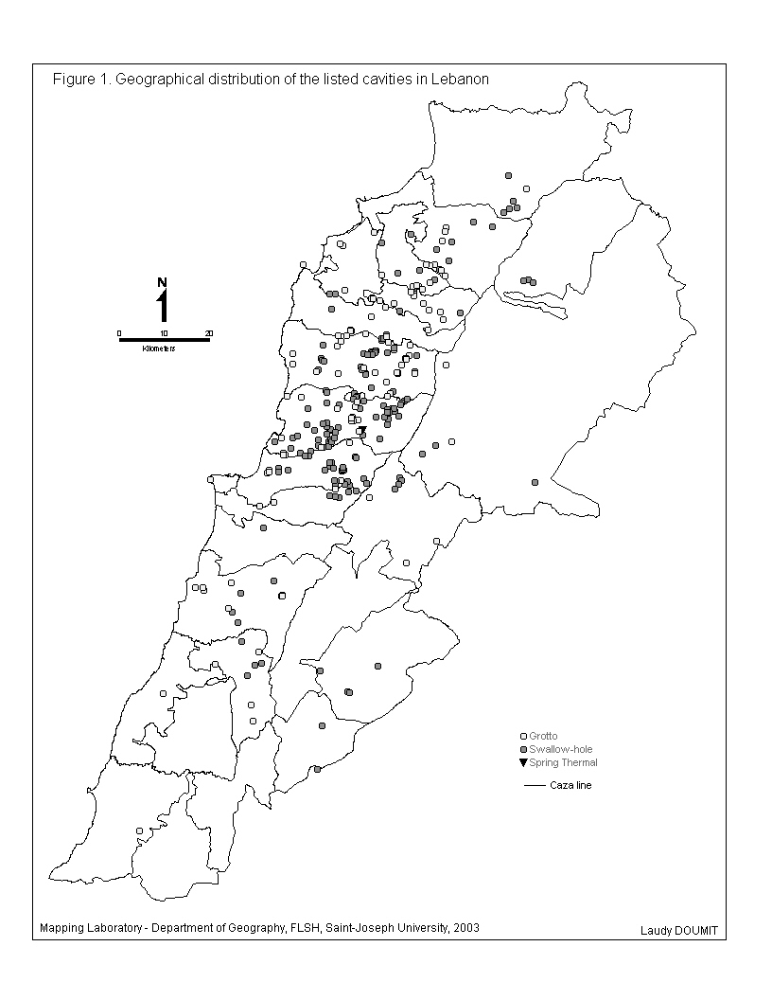 Figure 1. Geographical distribution of the listed cavities in Lebanon
N
0 10 20
Kilometers
Grotto
Swallow-hole
Spring Thermal
Caza line
Mapping Laboratory - Department of Geography, FLSH, Saint-Joseph University, 2003
Laudy DOUMIT